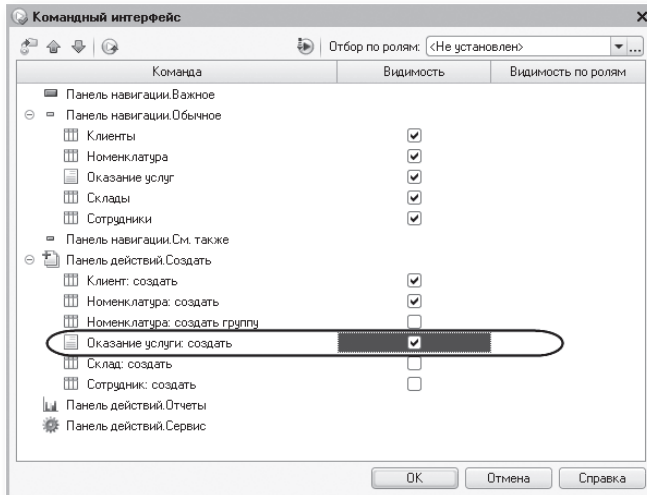 Командный интерфейс
Отбор по ролям: <Не установлен>
Команда Видимость Видимость по ролям
Панель навигации.Важное
Панель навигации.Обычное
Клиенты
Номенклатура
Оказание услуг
Склады
Сотрудники
Панель навигации.См. также
Панель действий.Создать
Клиент: создать
Номенклатура: создать
Номенклатура: создать группу
Оказание услуги: создать
Склад: создать
Сотрудник: создать
Панель действий.Отчеты
Панель действий.Сервис
OK Отмена Справка